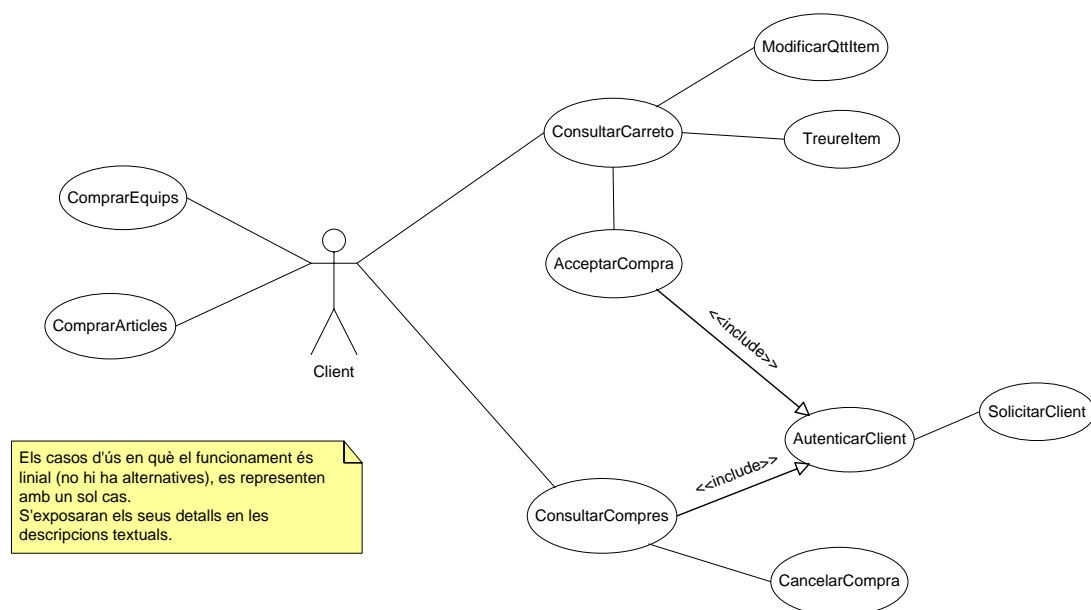 ModificarQttItem
ConsultarCarreto
TreureItem
ComprarEquips
AcceptarCompra
ComprarArticles
Client
<<include>>
SolicitarClient
AutenticarClient
Els casos d'ús en què el funcionament és
linial (no hi ha alternatives), es representen
amb un sol cas.
S'exposaran els seus detalls en les
descripcions textuals.
<<include>>
ConsultarCompres
CancelarCompra